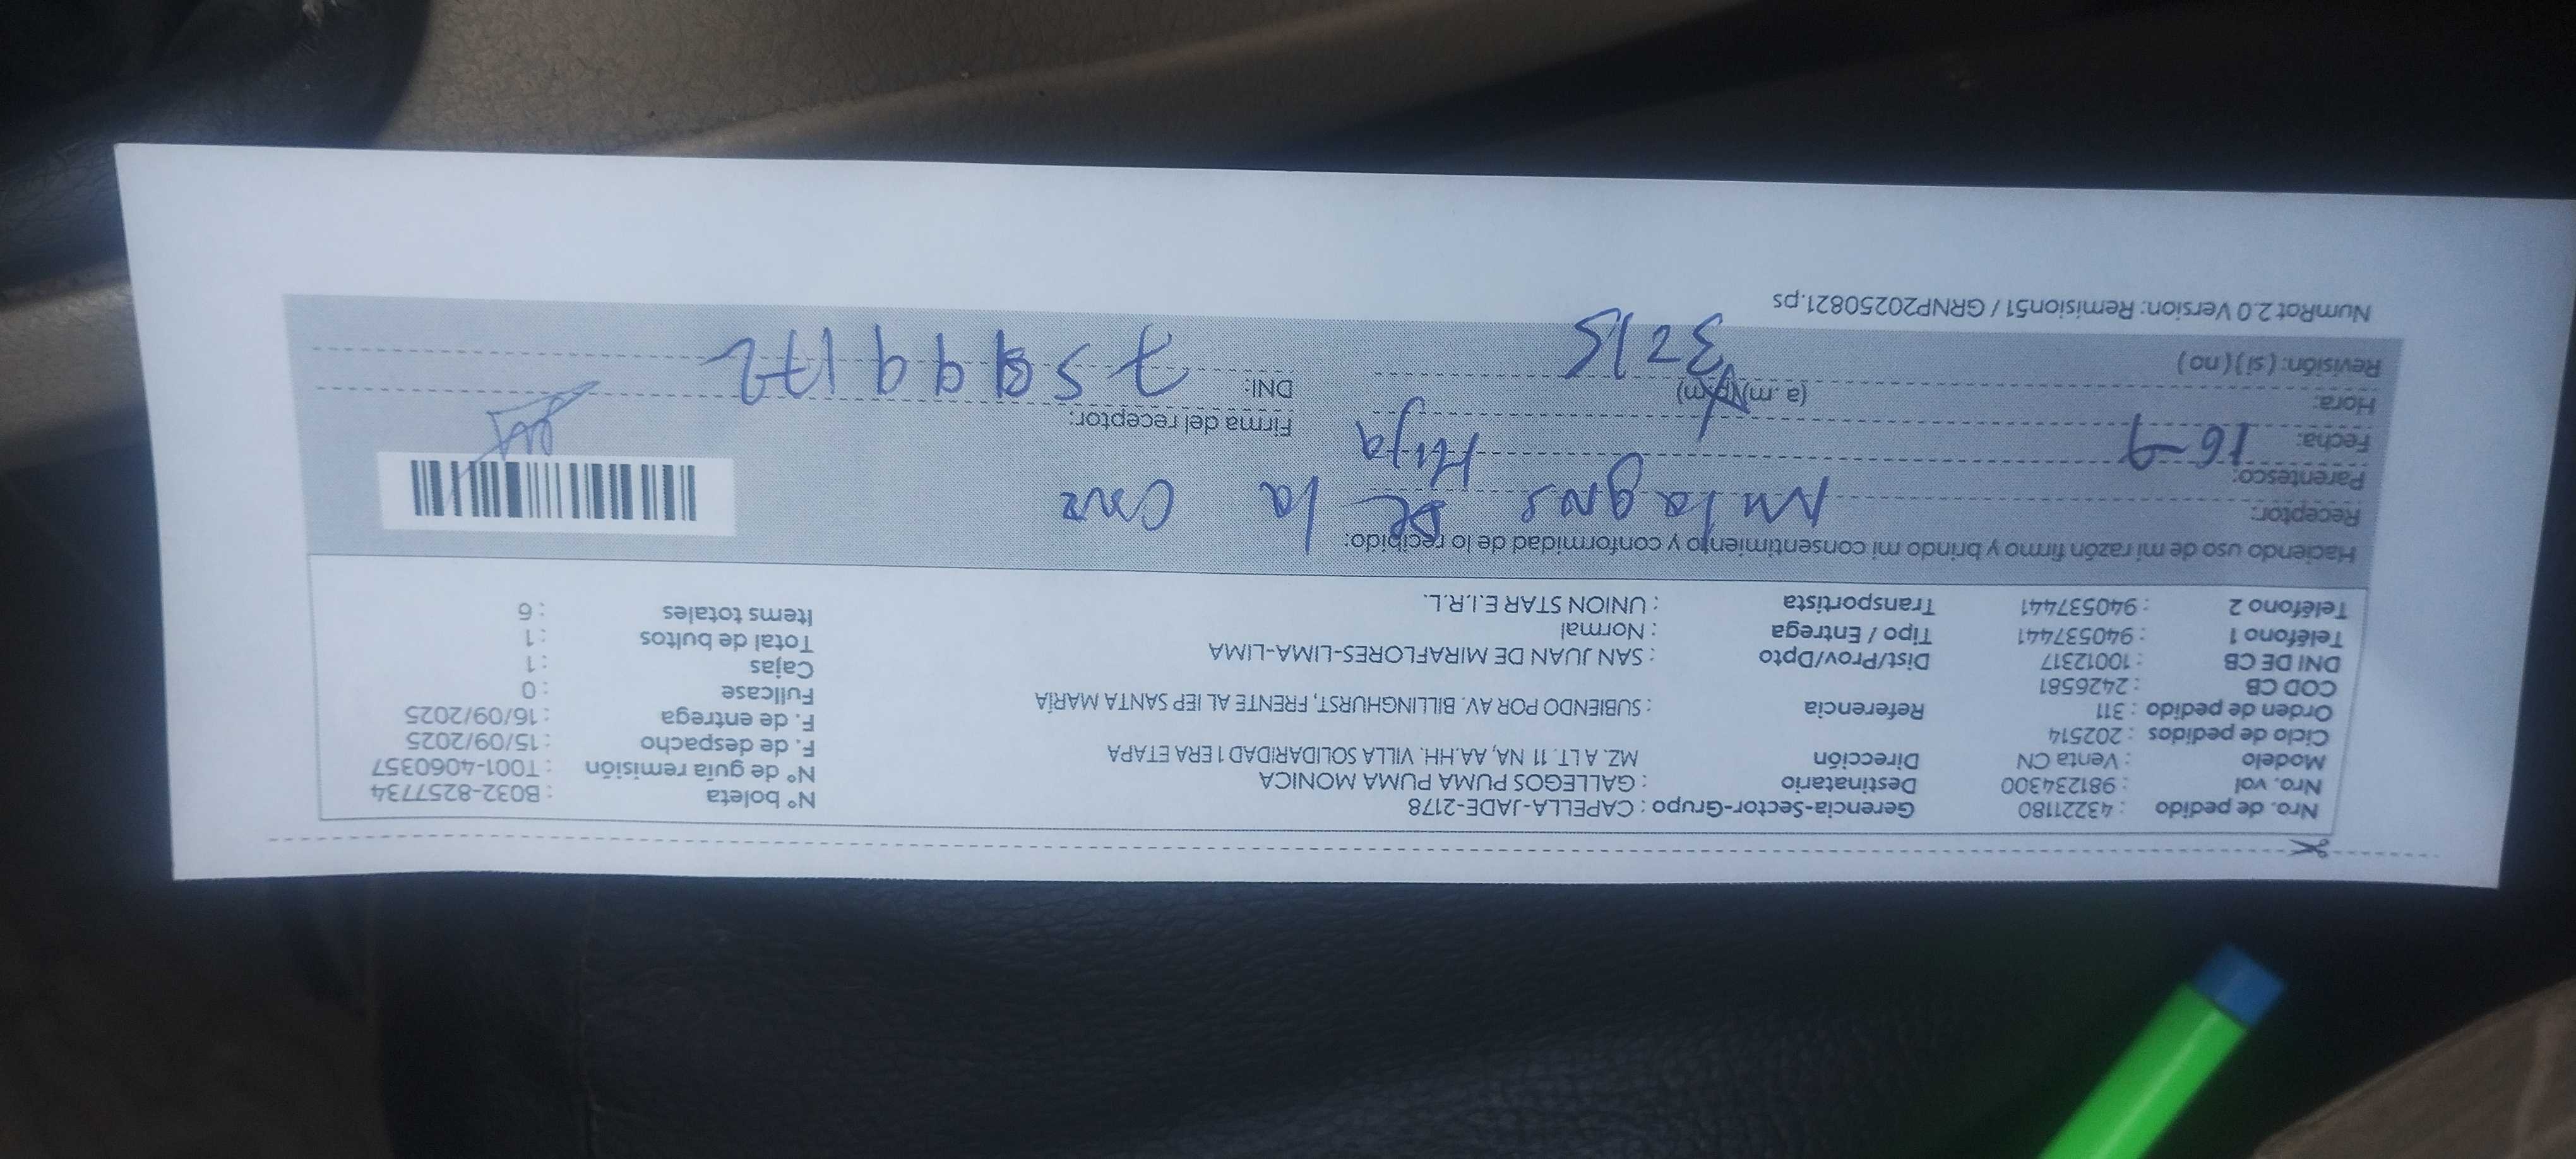 Nro. de pedido : 43221180 Gerencia-Sector-Grupo : CAPELLA-JADE-2178 N° boleta : B032-8257734
Nro. vol : 981234300 Destinatario : GALLEGOS PUMA PUMA MONICA N° de guía remisión : T001-4060357
Modelo : Venta CN Dirección MZ. A LT. 11 NA, AA.HH. VILLA SOLIDARIDAD 1 ERA ETAPA F. de despacho : 15/09/2025
Ciclo de pedidos : 202514 F. de entrega : 16/09/2025
Orden de pedido : 311 Referencia : SUBIENDO POR AV. BILLINGHURST, FRENTE AL IEP SANTA MARÍA Fullcase : 0
COD CB : 2426581 Cajas : 1
DNI DE CB : 10012317 Dist/Prov/Dpto : SAN JUAN DE MIRAFLORES-LIMA-LIMA Total de bultos : 1
Teléfono 1 : 940537441 Tipo / Entrega : Normal Items totales : 6
Teléfono 2 : 940537441 Transportista : UNION STAR E.I.R.L.
Haciendo uso de mi razón firmo y brindo mi consentimiento y conformidad de lo recibido:
Receptor: Milagros De la Cruz
Parentesco: Hija
Fecha: 16-9 Firma del receptor:
Hora: (a. m) (p. m) 3=15 DNI:
Revisión: (si) (no)
NumRot 2.0 Version: Remision51 / GRNP20250821.ps